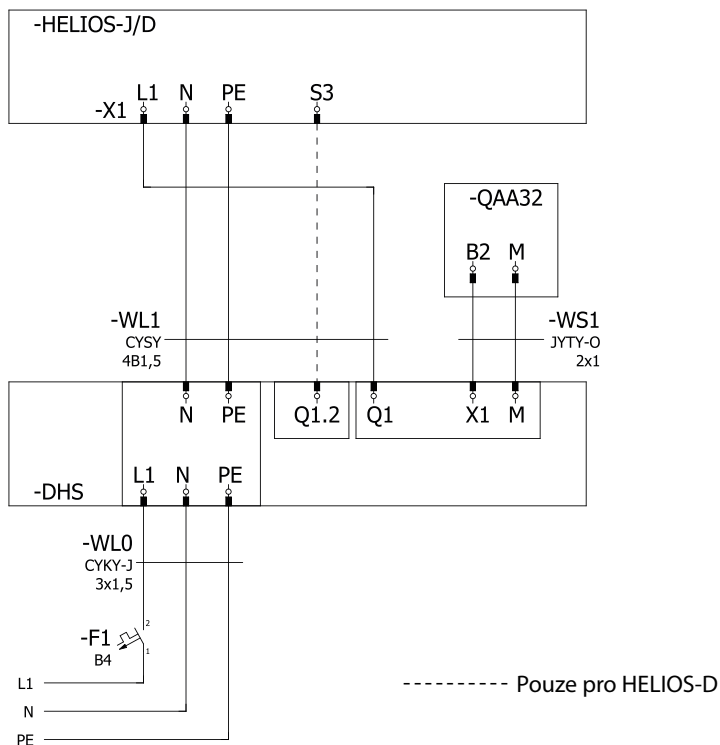 -HELIOS-J/D
L1 N PE S3
-X1
-QAA32
B2 M
-WL1
CYSY
4B1,5
-WS1
JYTY-O
2x1
N PE Q1.2 Q1 X1 M
L1 N PE
-DHS
-WL0
CYKY-J
3x1,5
2
-F1
B4
1
L1
N
PE
Pouze pro HELIOS-D